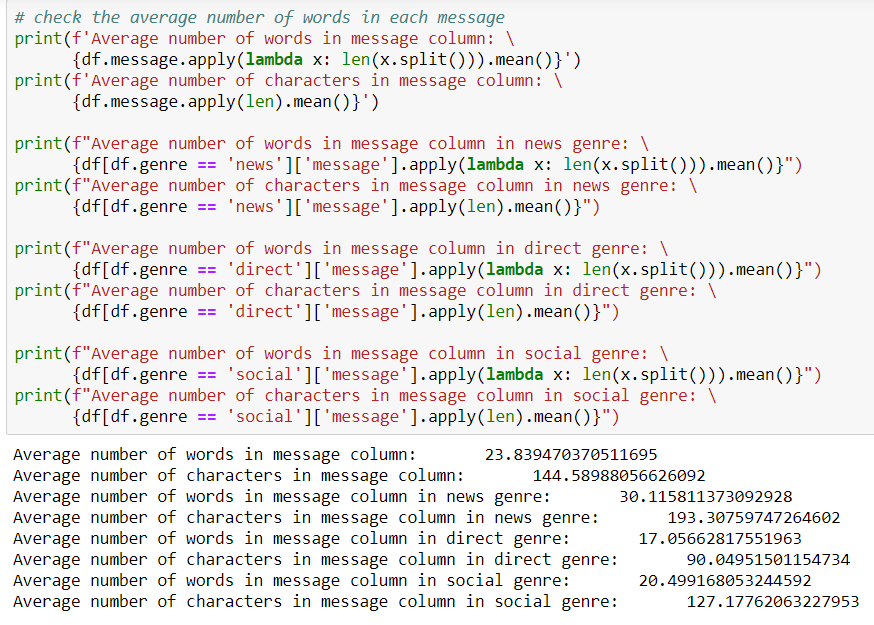 # check the average number of words in each message
print(f'Average number of words in message column: \
      {df.message.apply(lambda x: len(x.split())).mean()}')
print(f'Average number of characters in message column: \
      {df.message.apply(len).mean()}')

print(f"Average number of words in message column in news genre: \
      {df[df.genre == 'news']['message'].apply(lambda x: len(x.split())).mean()}")
print(f"Average number of characters in message column in news genre: \
      {df[df.genre == 'news']['message'].apply(len).mean()}")

print(f"Average number of words in message column in direct genre: \
      {df[df.genre == 'direct']['message'].apply(lambda x: len(x.split())).mean()}")
print(f"Average number of characters in message column in direct genre: \
      {df[df.genre == 'direct']['message'].apply(len).mean()}")

print(f"Average number of words in message column in social genre: \
      {df[df.genre == 'social']['message'].apply(lambda x: len(x.split())).mean()}")
print(f"Average number of characters in message column in social genre: \
      {df[df.genre == 'social']['message'].apply(len).mean()}")
Average number of words in message column:       23.839470370511695
Average number of characters in message column:       144.58988056626092
Average number of words in message column in news genre:       30.115811373092928
Average number of characters in message column in news genre:       193.30759747264602
Average number of words in message column in direct genre:       17.05662817551963
Average number of characters in message column in direct genre:       90.04951501154734
Average number of words in message column in social genre:       20.499168053244592
Average number of characters in message column in social genre:       127.17762063227953